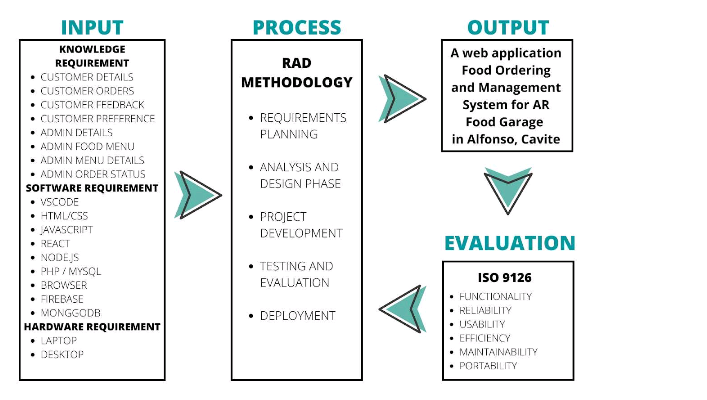 INPUT
KNOWLEDGE
REQUIREMENT
• CUSTOMER DETAILS
• CUSTOMER ORDERS
• CUSTOMER FEEDBACK
• CUSTOMER PREFERENCE
• ADMIN DETAILS
• ADMIN FOOD MENU
• ADMIN MENU DETAILS
• ADMIN ORDER STATUS
SOFTWARE REQUIREMENT
• VSCODE
• HTML/CSS
• JAVASCRIPT
• REACT
• NODE.JS
• PHP / MYSQL
• BROWSER
• FIREBASE
• MONGGODB
HARDWARE REQUIREMENT
• LAPTOP
• DESKTOP
PROCESS
RAD
METHODOLOGY
• REQUIREMENTS
PLANNING
• ANALYSIS AND
DESIGN PHASE
• PROJECT
DEVELOPMENT
• TESTING AND
EVALUATION
• DEPLOYMENT
OUTPUT
A web application
Food Ordering
and Management
System for AR
Food Garage
in Alfonso, Cavite
EVALUATION
ISO 9126
• FUNCTIONALITY
• RELIABILITY
• USABILITY
• EFFICIENCY
• MAINTAINABILITY
• PORTABILITY